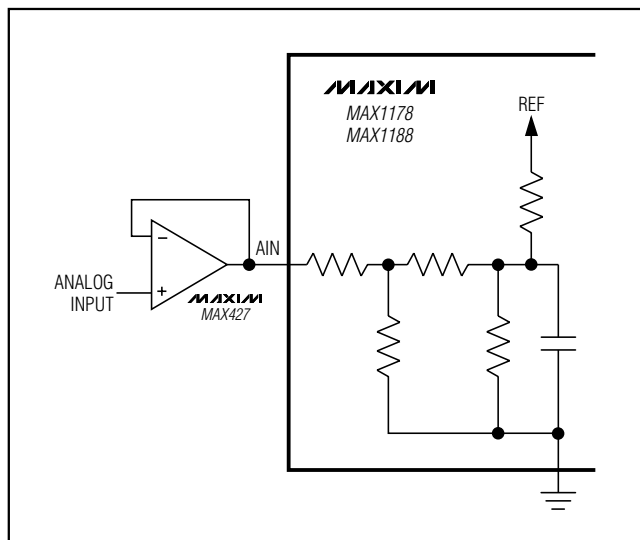 MAXIM
MAX1178
MAX1188
REF
AIN
−
ANALOG
INPUT
+
MAXIM
MAX427